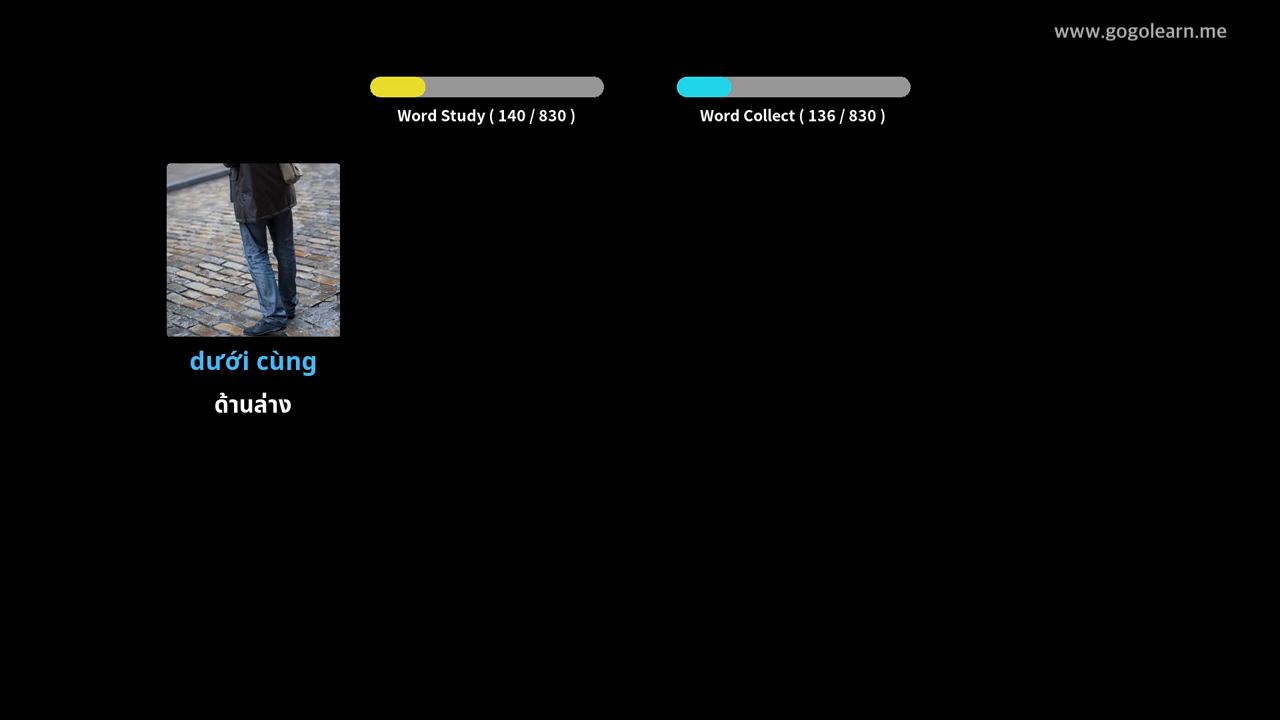 www.gogolearn.me
Word Study ( 140 / 830 )
Word Collect ( 136 / 830 )
dưới cùng
ด้านล่าง